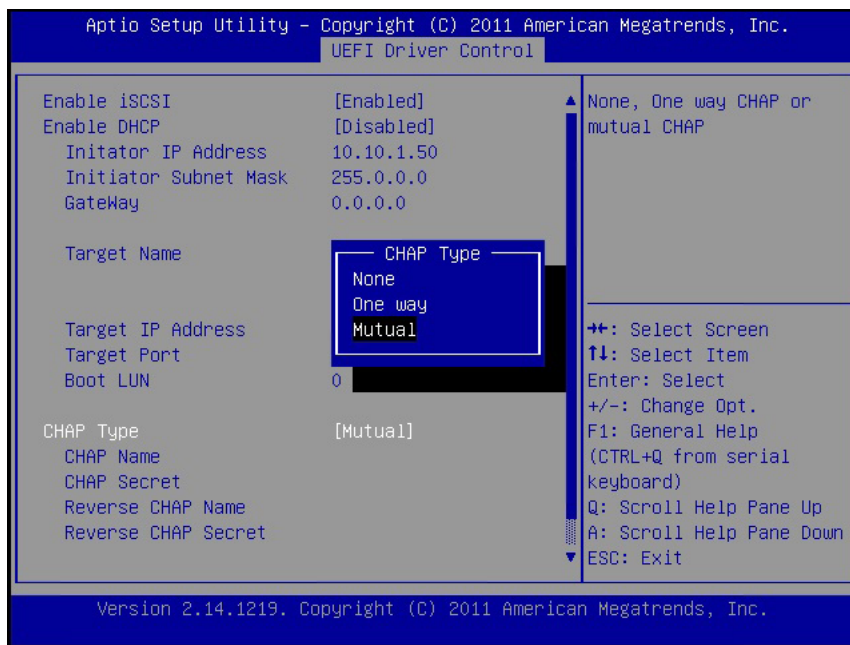 Aptio Setup Utility – Copyright (C) 2011 American Megatrends, Inc.
UEFI Driver Control
Enable iSCSI [Enabled]
Enable DHCP [Disabled]
Initator IP Address 10.10.1.50
Initiator Subnet Mask 255.0.0.0
GateWay 0.0.0.0
Target Name
CHAP Type
None
One way
Mutual
Target IP Address
Target Port
Boot LUN 0
CHAP Type [Mutual]
CHAP Name
CHAP Secret
Reverse CHAP Name
Reverse CHAP Secret
None, One way CHAP or
mutual CHAP
→←: Select Screen
↑↓: Select Item
Enter: Select
+/-: Change Opt.
F1: General Help
(CTRL+Q from serial
keyboard)
Q: Scroll Help Pane Up
A: Scroll Help Pane Down
ESC: Exit
Version 2.14.1219. Copyright (C) 2011 American Megatrends, Inc.